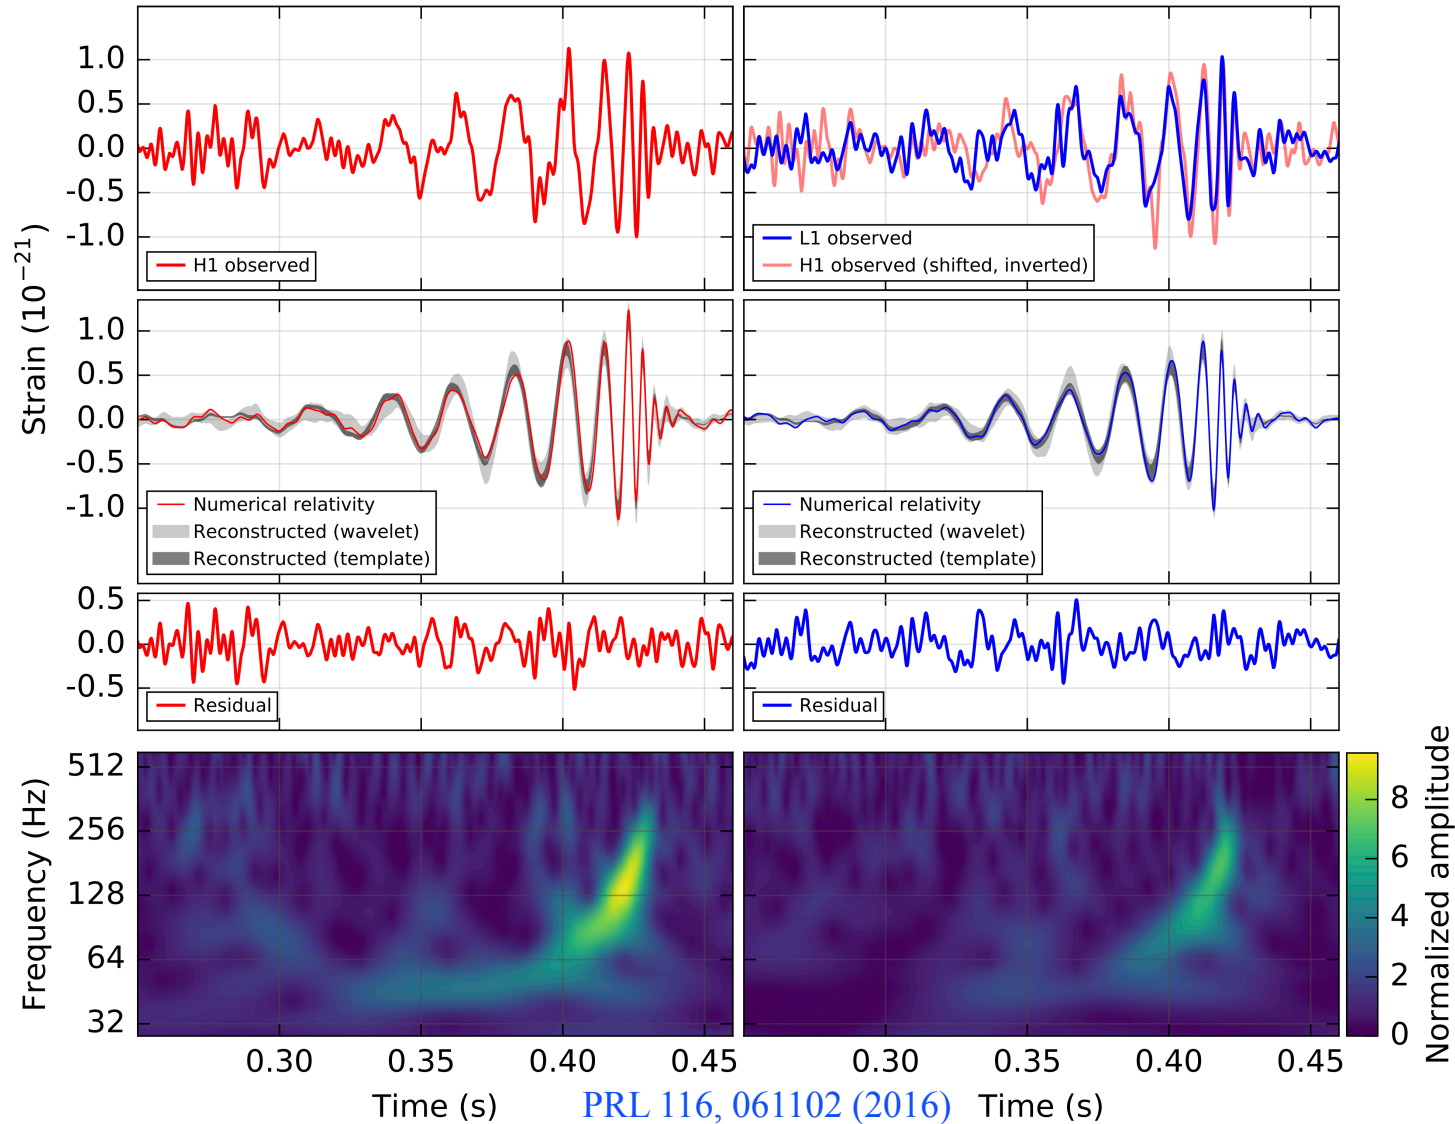 Strain (10⁻²¹)
1.0
0.5
0.0
-0.5
-1.0
H1 observed
L1 observed
H1 observed (shifted, inverted)
1.0
0.5
0.0
-0.5
-1.0
Numerical relativity
Reconstructed (wavelet)
Reconstructed (template)
Numerical relativity
Reconstructed (wavelet)
Reconstructed (template)
0.5
0.0
-0.5
Residual
Residual
Frequency (Hz)
512
256
128
64
32
Normalized amplitude
8
6
4
2
0
0.30 0.35 0.40 0.45
0.30 0.35 0.40 0.45
Time (s)
PRL 116, 061102 (2016)
Time (s)